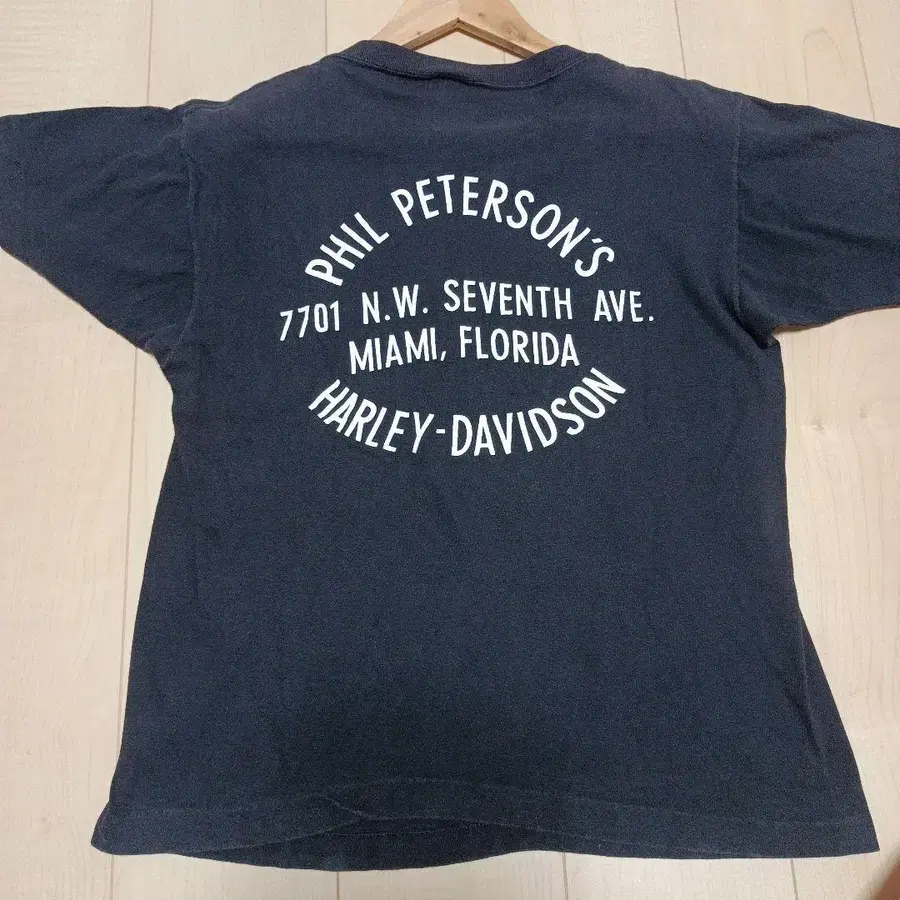 PHIL PETERSON'S
7701 N.W. SEVENTH AVE.
MIAMI, FLORIDA
HARLEY-DAVIDSON